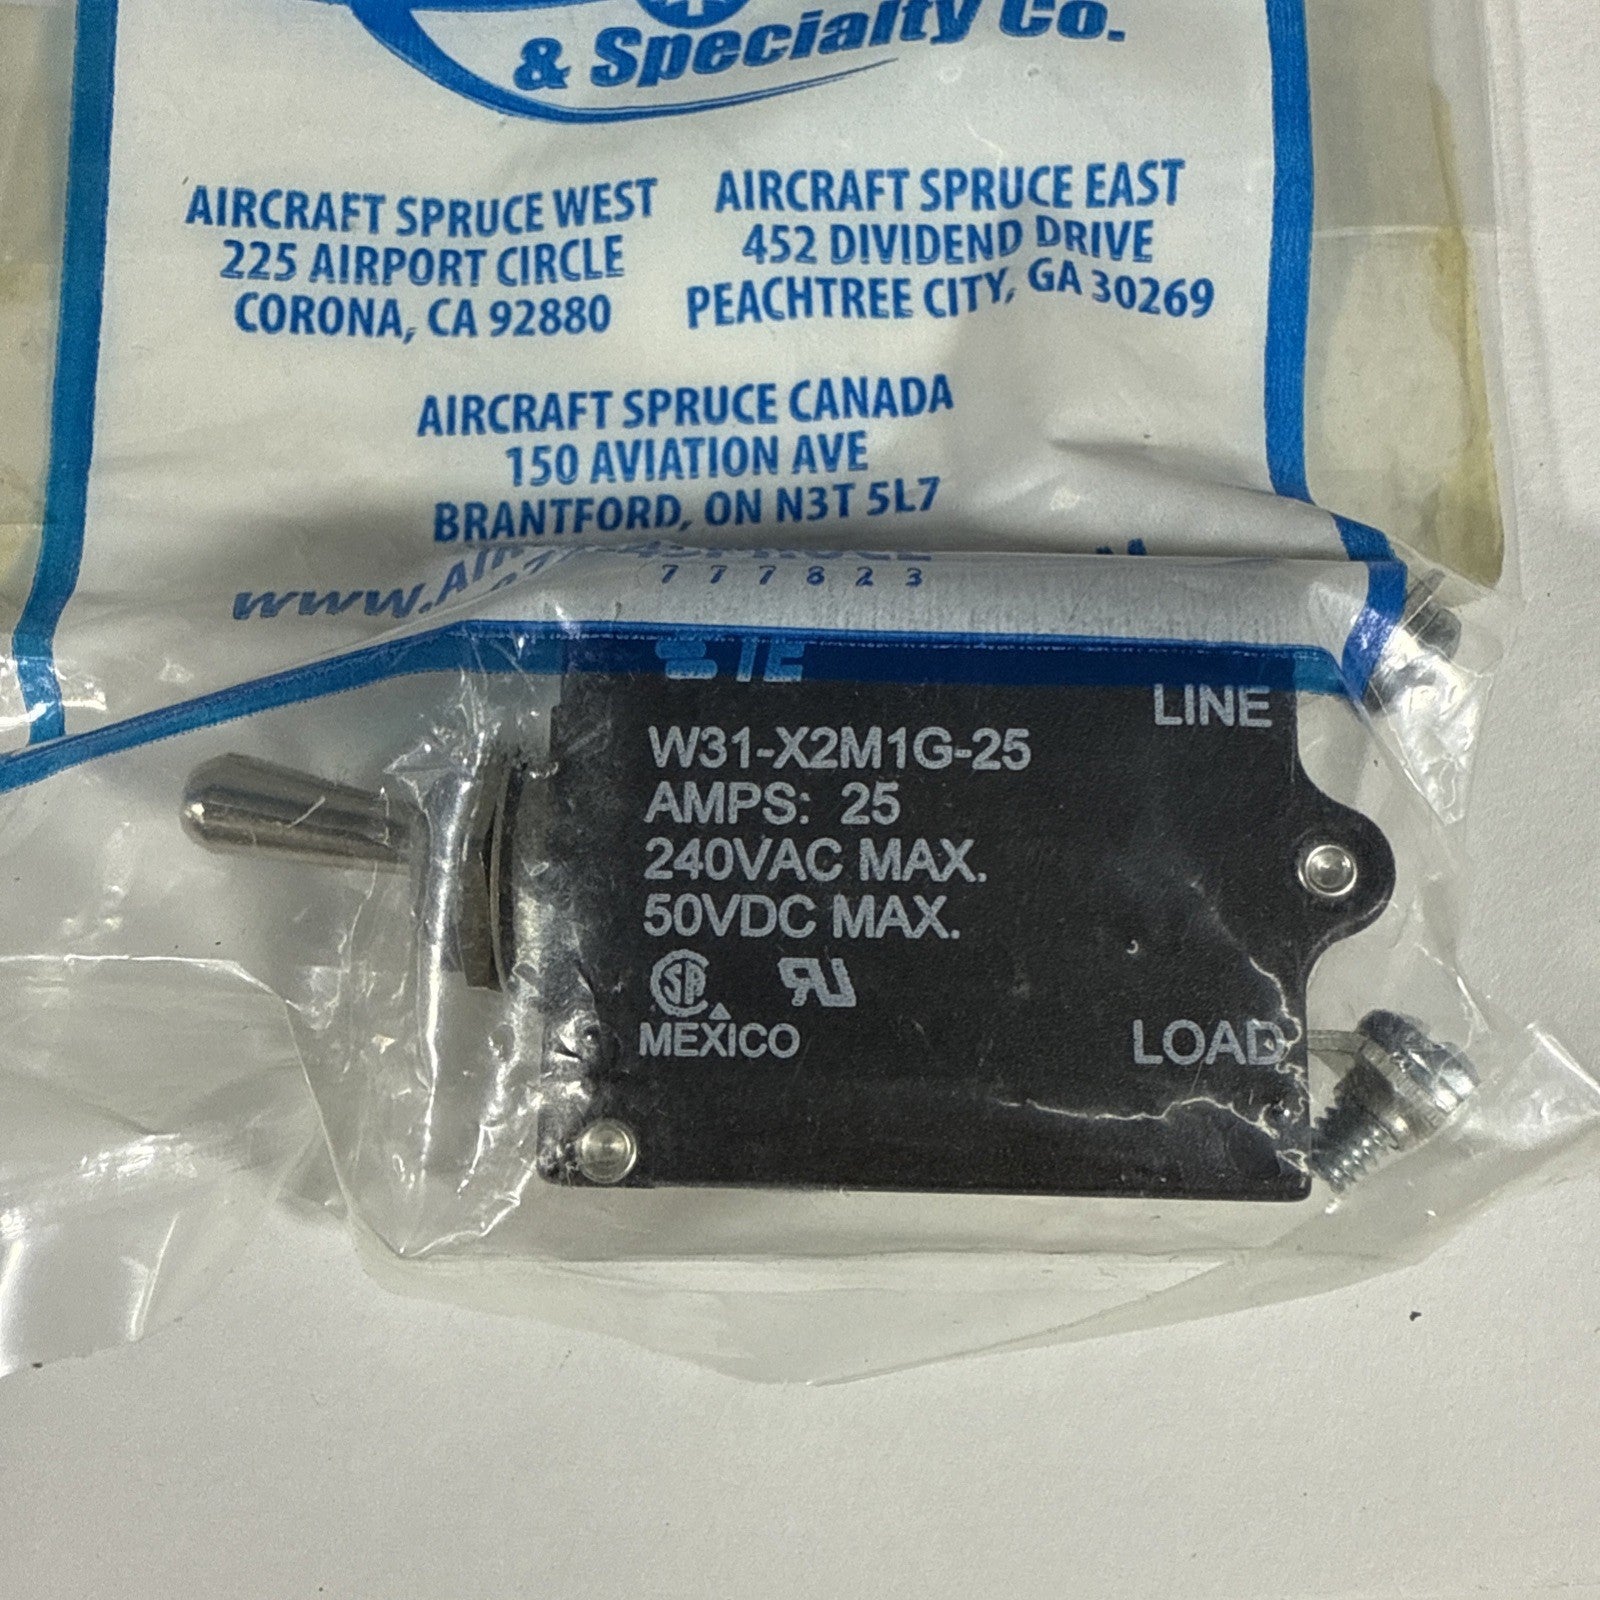 & Specialty Co.
AIRCRAFT SPRUCE WEST
225 AIRPORT CIRCLE
CORONA, CA 92880
AIRCRAFT SPRUCE EAST
452 DIVIDEND DRIVE
PEACHTREE CITY, GA 30269
AIRCRAFT SPRUCE CANADA
150 AVIATION AVE
BRANTFORD, ON N3T 5L7
777823
LINE
W31-X2M1G-25
AMPS: 25
240VAC MAX.
50VDC MAX.
MEXICO
LOAD